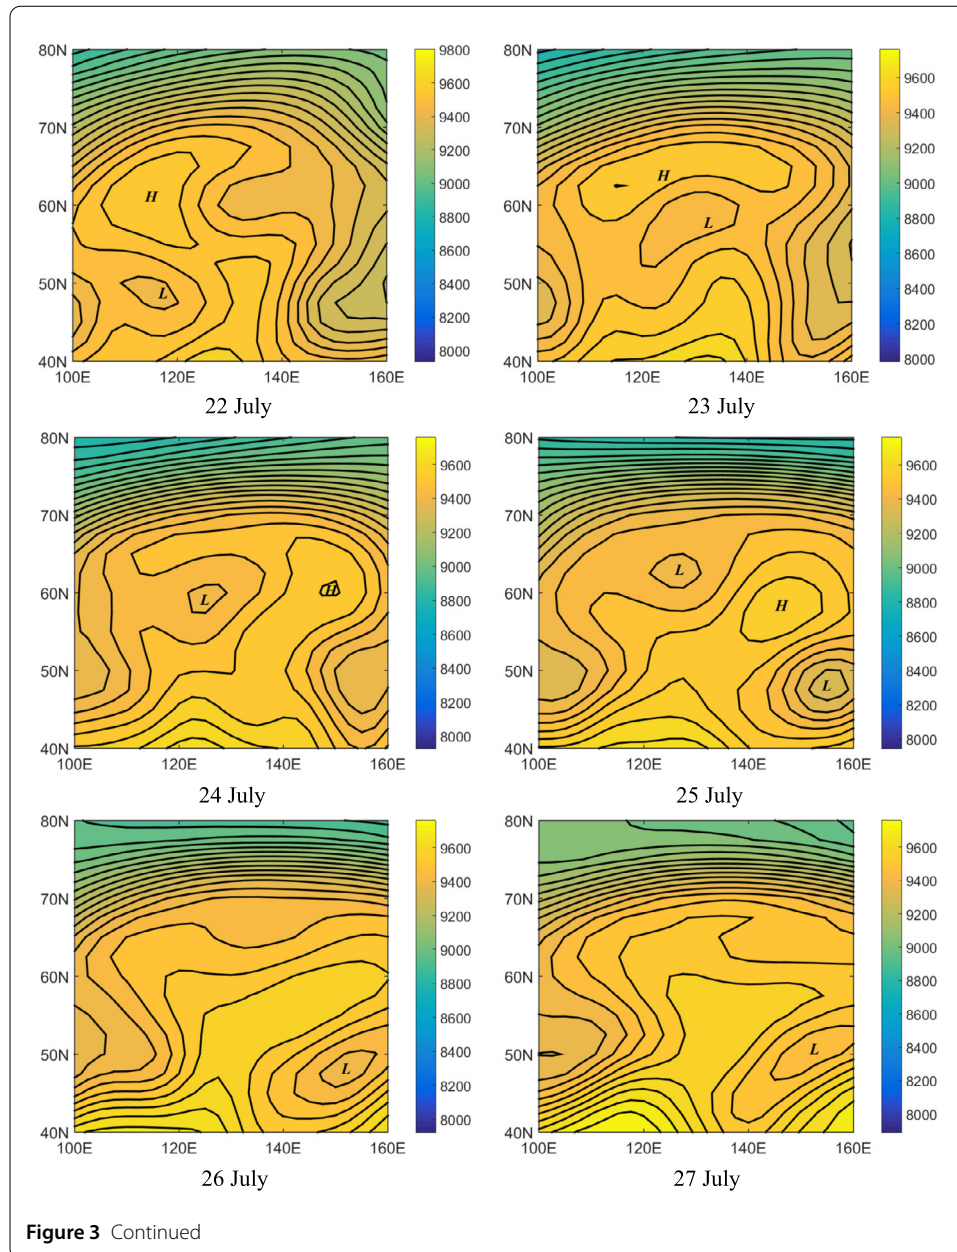 80N
70N
60N
50N
40N
100E 120E 140E 160E
H
L
9800
9600
9400
9200
9000
8800
8600
8400
8200
8000
22 July
80N
70N
60N
50N
40N
100E 120E 140E 160E
H
L
9600
9400
9200
9000
8800
8600
8400
8200
8000
23 July
80N
70N
60N
50N
40N
100E 120E 140E 160E
L
H
9600
9400
9200
9000
8800
8600
8400
8200
8000
24 July
80N
70N
60N
50N
40N
100E 120E 140E 160E
L
H
L
9600
9400
9200
9000
8800
8600
8400
8200
8000
25 July
80N
70N
60N
50N
40N
100E 120E 140E 160E
L
9600
9400
9200
9000
8800
8600
8400
8200
8000
26 July
80N
70N
60N
50N
40N
100E 120E 140E 160E
L
9600
9400
9200
9000
8800
8600
8400
8200
8000
27 July
Figure 3 Continued